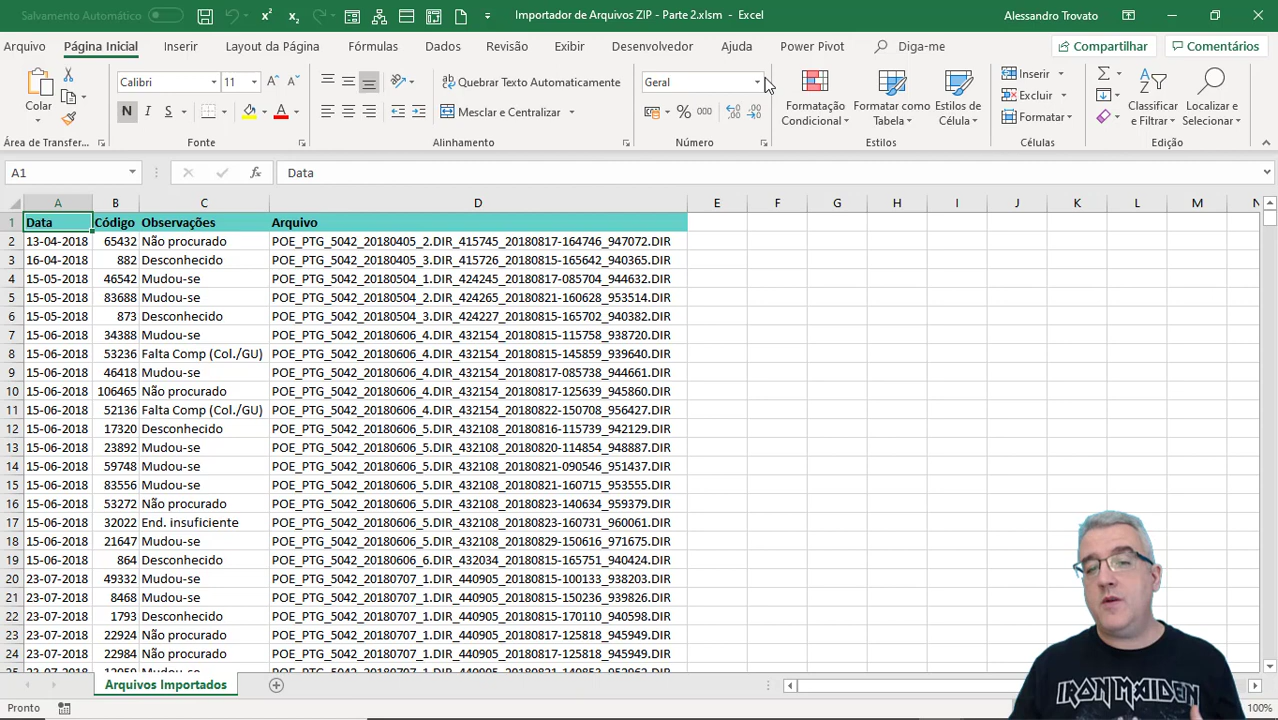 Salvamento Automático
Importador de Arquivos ZIP - Parte 2.xlsm - Excel
Alessandro Trovato
Arquivo Página Inicial Inserir Layout da Página Fórmulas Dados Revisão Exibir Desenvolvedor Ajuda Power Pivot Diga-me Compartilhar Comentários
Colar
Calibri 11
N I S
Quebrar Texto Automaticamente
Mesclar e Centralizar
Geral
% 000
Formatação Condicional
Formatar como Tabela
Estilos de Célula
Inserir
Excluir
Formatar
Classificar e Filtrar
Localizar e Selecionar
Área de Transfer... Fonte Alinhamento Número Estilos Células Edição
A1 fx Data
A B C D E F G H I J K L M N
1 Data Código Observações Arquivo
2 13-04-2018 65432 Não procurado POE_PTG_5042_20180405_2.DIR_415745_20180817-164746_947072.DIR
3 16-04-2018 882 Desconhecido POE_PTG_5042_20180405_3.DIR_415726_20180815-165642_940365.DIR
4 15-05-2018 46542 Mudou-se POE_PTG_5042_20180504_1.DIR_424245_20180817-085704_944632.DIR
5 15-05-2018 83688 Mudou-se POE_PTG_5042_20180504_2.DIR_424265_20180821-160628_953514.DIR
6 15-05-2018 873 Desconhecido POE_PTG_5042_20180504_3.DIR_424227_20180815-165702_940382.DIR
7 15-06-2018 34388 Mudou-se POE_PTG_5042_20180606_4.DIR_432154_20180815-115758_938720.DIR
8 15-06-2018 53236 Falta Comp (Col./GU) POE_PTG_5042_20180606_4.DIR_432154_20180815-145859_939640.DIR
9 15-06-2018 46418 Mudou-se POE_PTG_5042_20180606_4.DIR_432154_20180817-085738_944661.DIR
10 15-06-2018 106465 Não procurado POE_PTG_5042_20180606_4.DIR_432154_20180817-125639_945860.DIR
11 15-06-2018 52136 Falta Comp (Col./GU) POE_PTG_5042_20180606_4.DIR_432154_20180822-150708_956427.DIR
12 15-06-2018 17320 Desconhecido POE_PTG_5042_20180606_5.DIR_432108_20180816-115739_942129.DIR
13 15-06-2018 23892 Mudou-se POE_PTG_5042_20180606_5.DIR_432108_20180820-114854_948887.DIR
14 15-06-2018 59748 Mudou-se POE_PTG_5042_20180606_5.DIR_432108_20180821-090546_951437.DIR
15 15-06-2018 83556 Mudou-se POE_PTG_5042_20180606_5.DIR_432108_20180821-160715_953555.DIR
16 15-06-2018 53272 Não procurado POE_PTG_5042_20180606_5.DIR_432108_20180823-140634_959379.DIR
17 15-06-2018 32022 End. insuficiente POE_PTG_5042_20180606_5.DIR_432108_20180823-160731_960061.DIR
18 15-06-2018 21647 Mudou-se POE_PTG_5042_20180606_5.DIR_432108_20180829-150616_971675.DIR
19 15-06-2018 864 Desconhecido POE_PTG_5042_20180606_6.DIR_432034_20180815-165751_940424.DIR
20 23-07-2018 49332 Mudou-se POE_PTG_5042_20180707_1.DIR_440905_20180815-100133_938203.DIR
21 23-07-2018 8468 Mudou-se POE_PTG_5042_20180707_1.DIR_440905_20180815-150236_939826.DIR
22 23-07-2018 1793 Desconhecido POE_PTG_5042_20180707_1.DIR_440905_20180815-170110_940598.DIR
23 23-07-2018 22924 Não procurado POE_PTG_5042_20180707_1.DIR_440905_20180817-125818_945949.DIR
24 23-07-2018 22984 Não procurado POE_PTG_5042_20180707_1.DIR_440905_20180817-125818_945949.DIR
Arquivos Importados
Pronto
100%
IRON MAIDEN